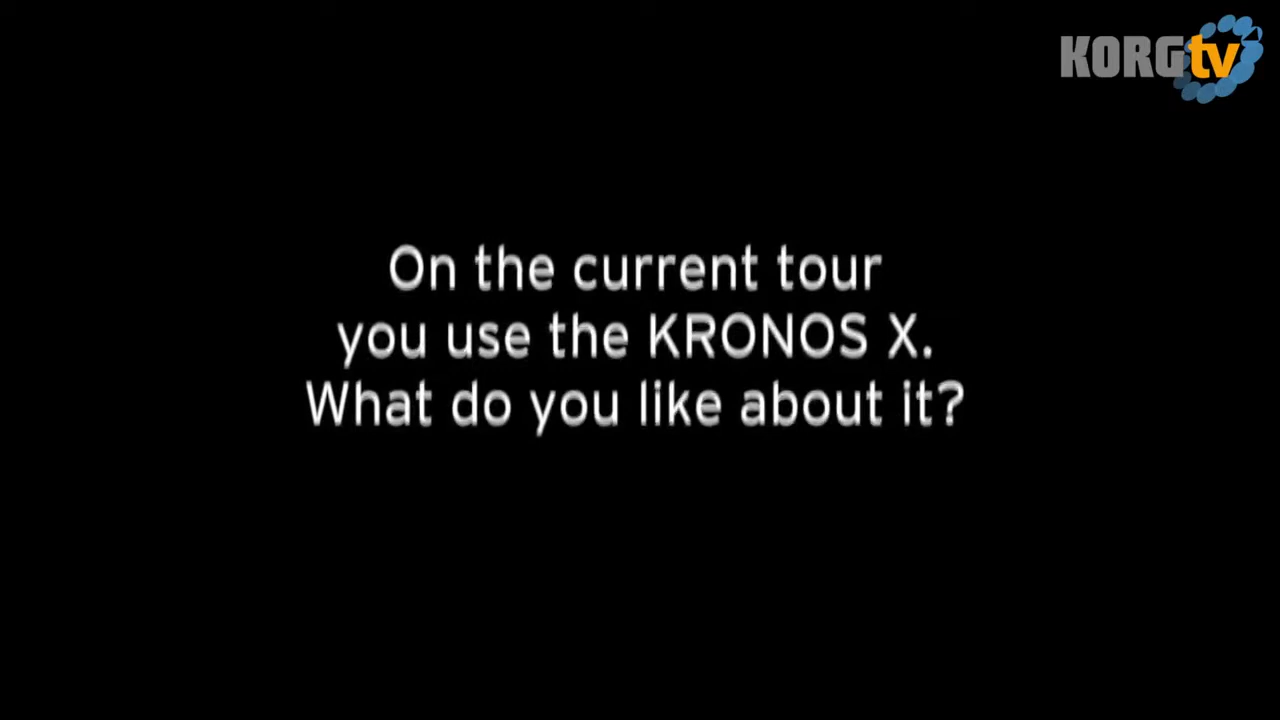 KORGtv
On the current tour
you use the KRONOS X.
What do you like about it?